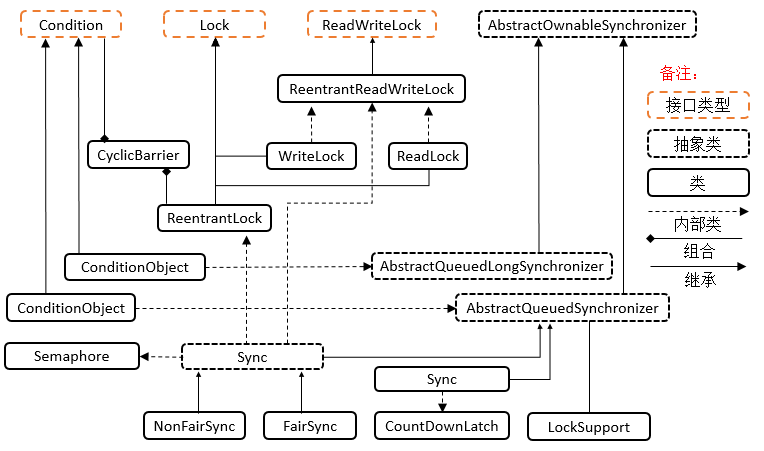 Condition
Lock
ReadWriteLock
AbstractOwnableSynchronizer
备注：
ReentrantReadWriteLock
接口类型
抽象类
CyclicBarrier
WriteLock
ReadLock
类
ReentrantLock
内部类
组合
ConditionObject
AbstractQueuedLongSynchronizer
继承
ConditionObject
AbstractQueuedSynchronizer
Semaphore
Sync
Sync
NonFairSync
FairSync
CountDownLatch
LockSupport